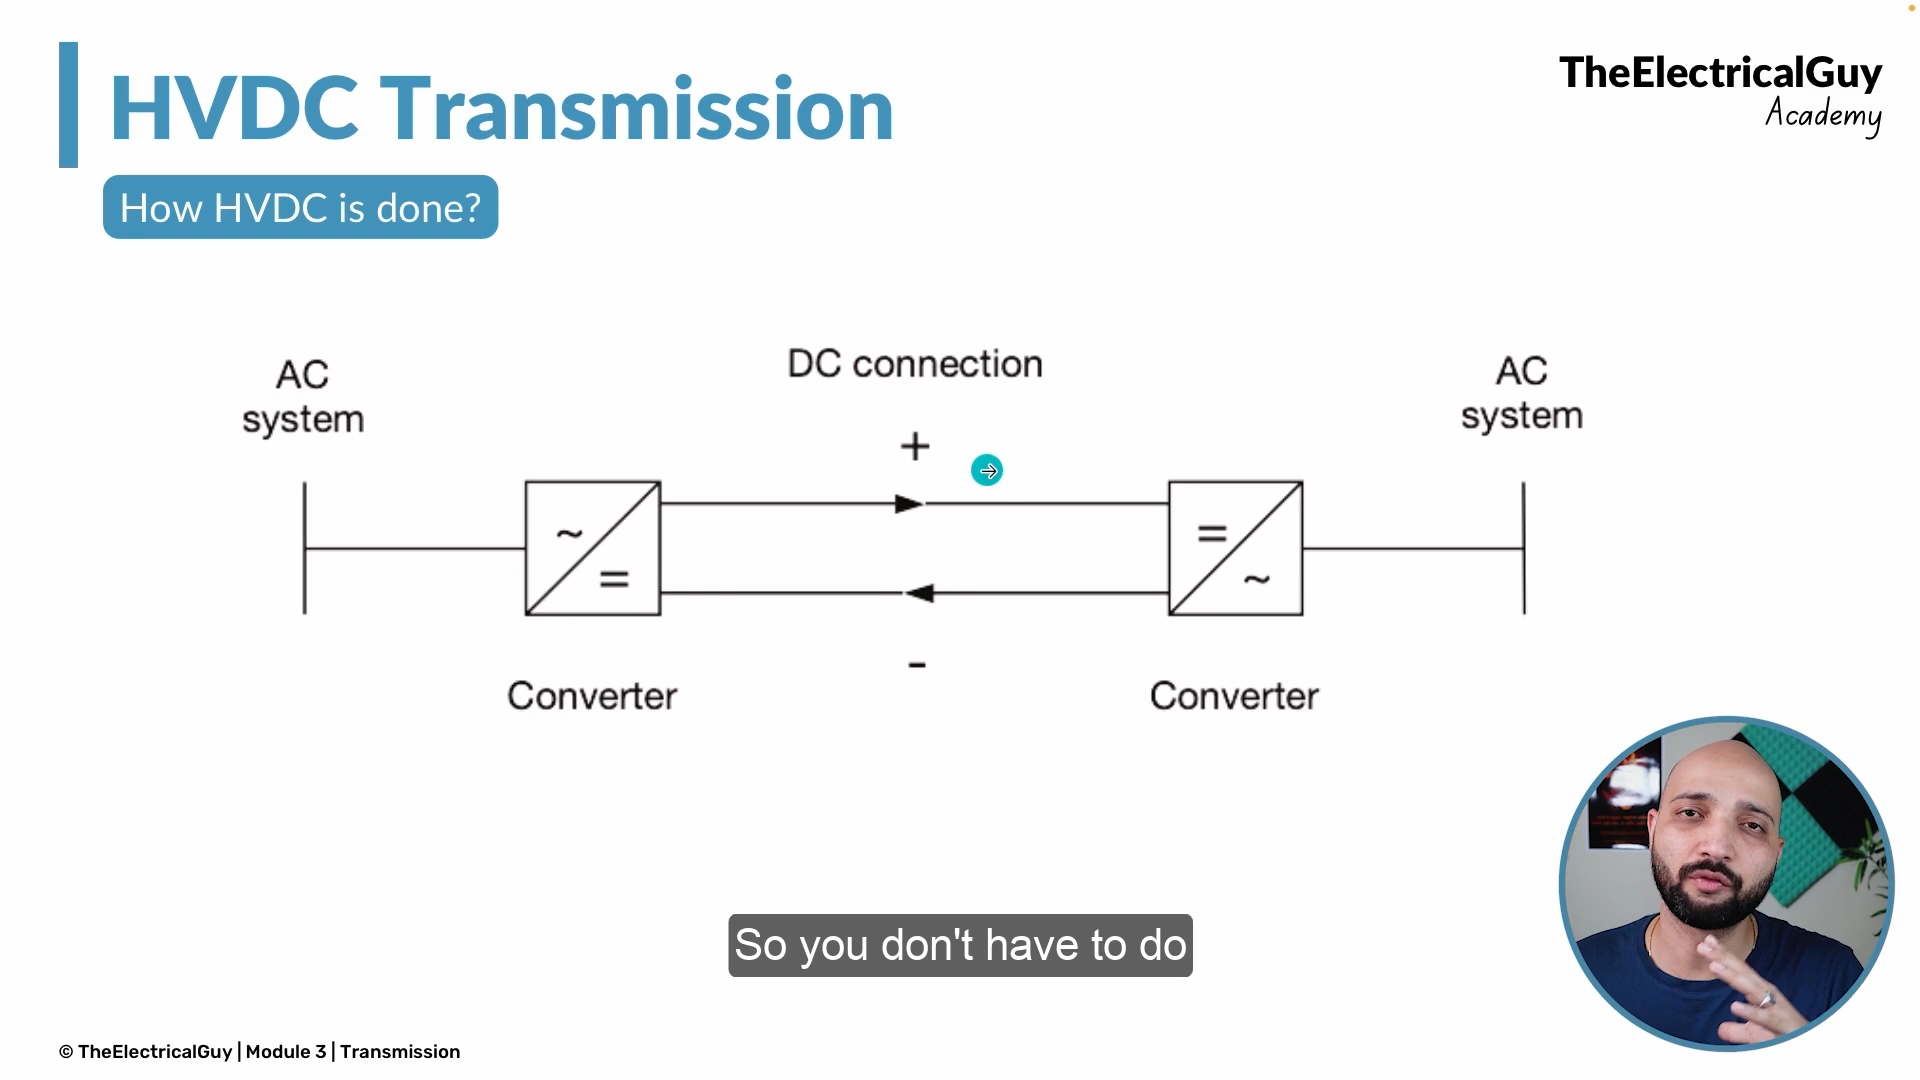 HVDC Transmission
TheElectricalGuy
Academy
How HVDC is done?
DC connection
AC
system
AC
system
+
~
=
=
~
-
Converter
Converter
So you don't have to do
© TheElectricalGuy | Module 3 | Transmission